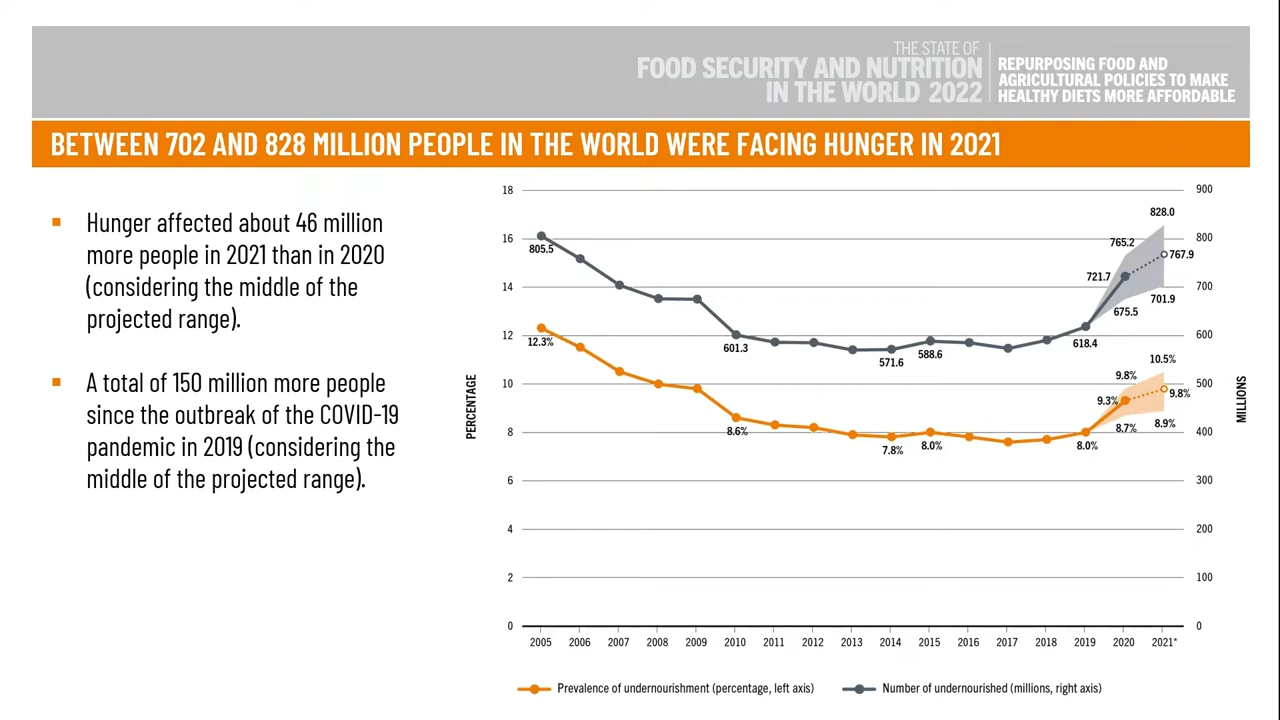 THE STATE OF
FOOD SECURITY AND NUTRITION
IN THE WORLD 2022
REPURPOSING FOOD AND
AGRICULTURAL POLICIES TO MAKE
HEALTHY DIETS MORE AFFORDABLE
BETWEEN 702 AND 828 MILLION PEOPLE IN THE WORLD WERE FACING HUNGER IN 2021
▪ Hunger affected about 46 million
more people in 2021 than in 2020
(considering the middle of the
projected range).
▪ A total of 150 million more people
since the outbreak of the COVID-19
pandemic in 2019 (considering the
middle of the projected range).
PERCENTAGE
18
16
14
12
10
8
6
4
2
0
805.5
601.3
571.6
588.6
618.4
721.7
765.2
675.5
828.0
767.9
701.9
12.3%
8.6%
7.8%
8.0%
8.0%
9.3%
9.8%
8.7%
10.5%
9.8%
8.9%
900
800
700
600
500
400
300
200
100
0
MILLIONS
2005 2006 2007 2008 2009 2010 2011 2012 2013 2014 2015 2016 2017 2018 2019 2020 2021*
Prevalence of undernourishment (percentage, left axis)
Number of undernourished (millions, right axis)